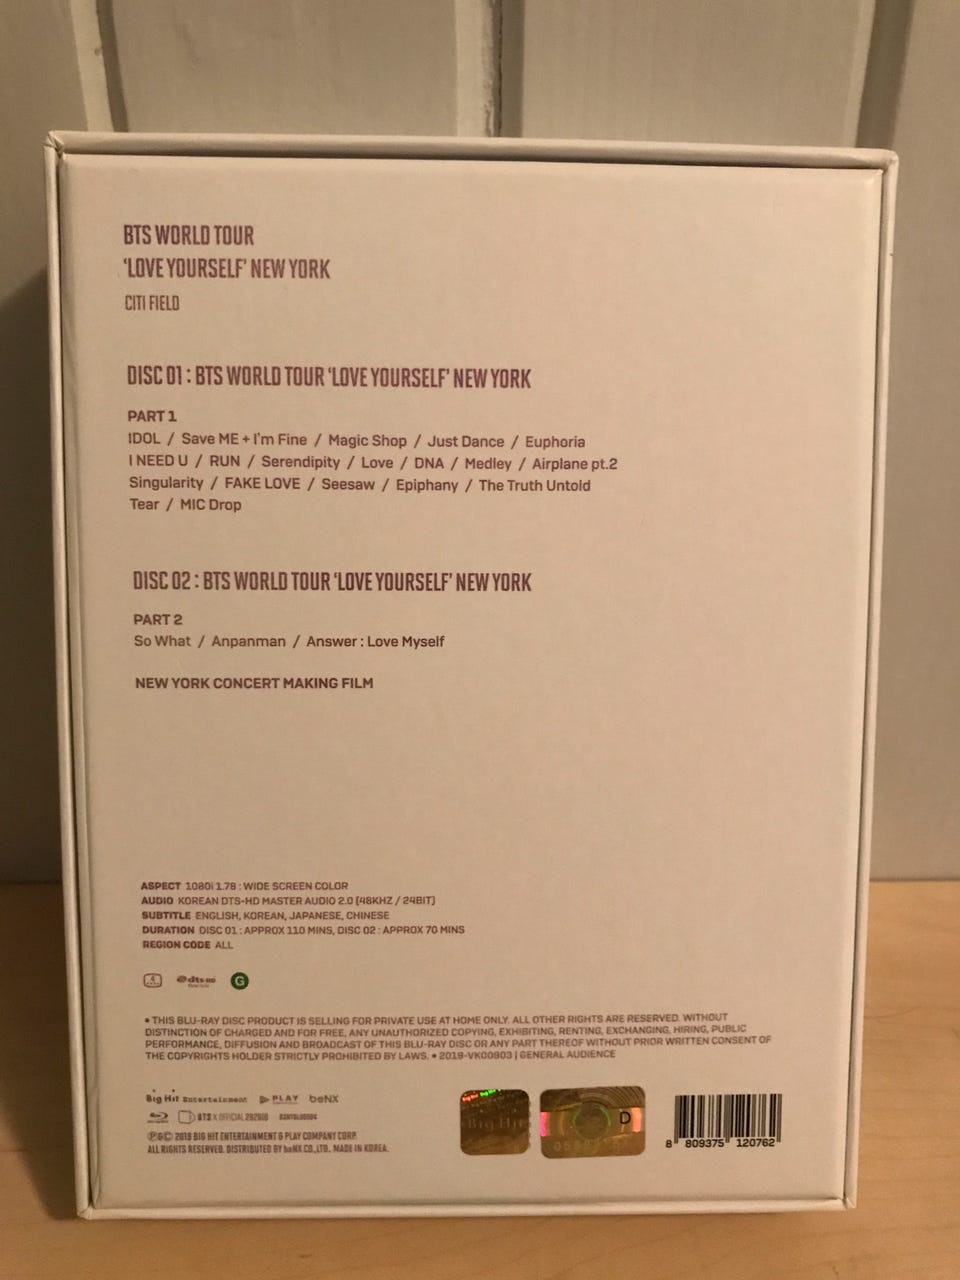 BTS WORLD TOUR
'LOVE YOURSELF' NEW YORK
CITI FIELD
DISC 01 : BTS WORLD TOUR 'LOVE YOURSELF' NEW YORK
PART 1
IDOL / Save ME + I'm Fine / Magic Shop / Just Dance / Euphoria
I NEED U / RUN / Serendipity / Love / DNA / Medley / Airplane pt.2
Singularity / FAKE LOVE / Seesaw / Epiphany / The Truth Untold
Tear / MIC Drop
DISC 02 : BTS WORLD TOUR 'LOVE YOURSELF' NEW YORK
PART 2
So What / Anpanman / Answer : Love Myself
NEW YORK CONCERT MAKING FILM
ASPECT 1080i 1.78 : WIDE SCREEN COLOR
AUDIO KOREAN DTS-HD MASTER AUDIO 2.0 (48KHZ / 24BIT)
SUBTITLE ENGLISH, KOREAN, JAPANESE, CHINESE
DURATION DISC 01 : APPROX 110 MINS, DISC 02 : APPROX 70 MINS
REGION CODE ALL
4 dts-HD G
• THIS BLU-RAY DISC PRODUCT IS SELLING FOR PRIVATE USE AT HOME ONLY. ALL OTHER RIGHTS ARE RESERVED. WITHOUT
DISTINCTION OF CHARGED AND FOR FREE, ANY UNAUTHORIZED COPYING, EXHIBITING, RENTING, EXCHANGING, HIRING, PUBLIC
PERFORMANCE, DIFFUSION AND BROADCAST OF THIS BLU-RAY DISC OR ANY PART THEREOF WITHOUT PRIOR WRITTEN CONSENT OF
THE COPYRIGHTS HOLDER STRICTLY PROHIBITED BY LAWS. • 2019-VK00903 | GENERAL AUDIENCE
Big Hit Entertainment PLAY beNX
BTS X OFFICIAL
Ⓟ&© 2019 BIG HIT ENTERTAINMENT & PLAY COMPANY CORP.
ALL RIGHTS RESERVED. DISTRIBUTED BY beNX CO.,LTD. MADE IN KOREA.
Big Hit
D
8 809375 120762